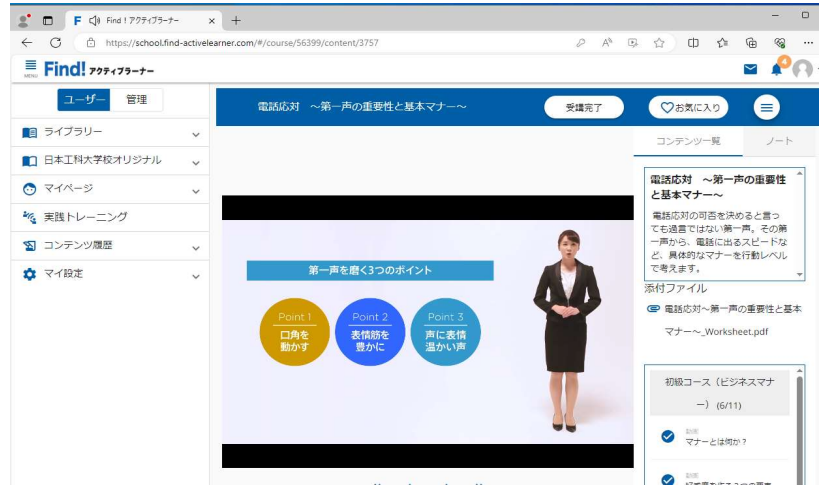 F Find！アクティブラーナー
https://school.find-activelearner.com/#/course/56399/content/3757
MENU
Find! アクティブラーナー
4
ユーザー 管理
ライブラリー
日本工科大学校オリジナル
マイページ
実践トレーニング
コンテンツ履歴
マイ設定
電話応対 ～第一声の重要性と基本マナー～
受講完了
お気に入り
第一声を磨く3つのポイント
Point 1
口角を
動かす
Point 2
表情筋を
豊かに
Point 3
声に表情
温かい声
コンテンツ一覧 ノート
電話応対 ～第一声の重要性
と基本マナー～
電話応対の可否を決めると言っ
ても過言ではない第一声。その第
一声から、電話に出るスピードな
ど、具体的なマナーを行動レベル
で考えます。
添付ファイル
電話応対～第一声の重要性と基本
マナー～_Worksheet.pdf
初級コース（ビジネスマナ
ー） (6/11)
動画
マナーとは何か？
動画